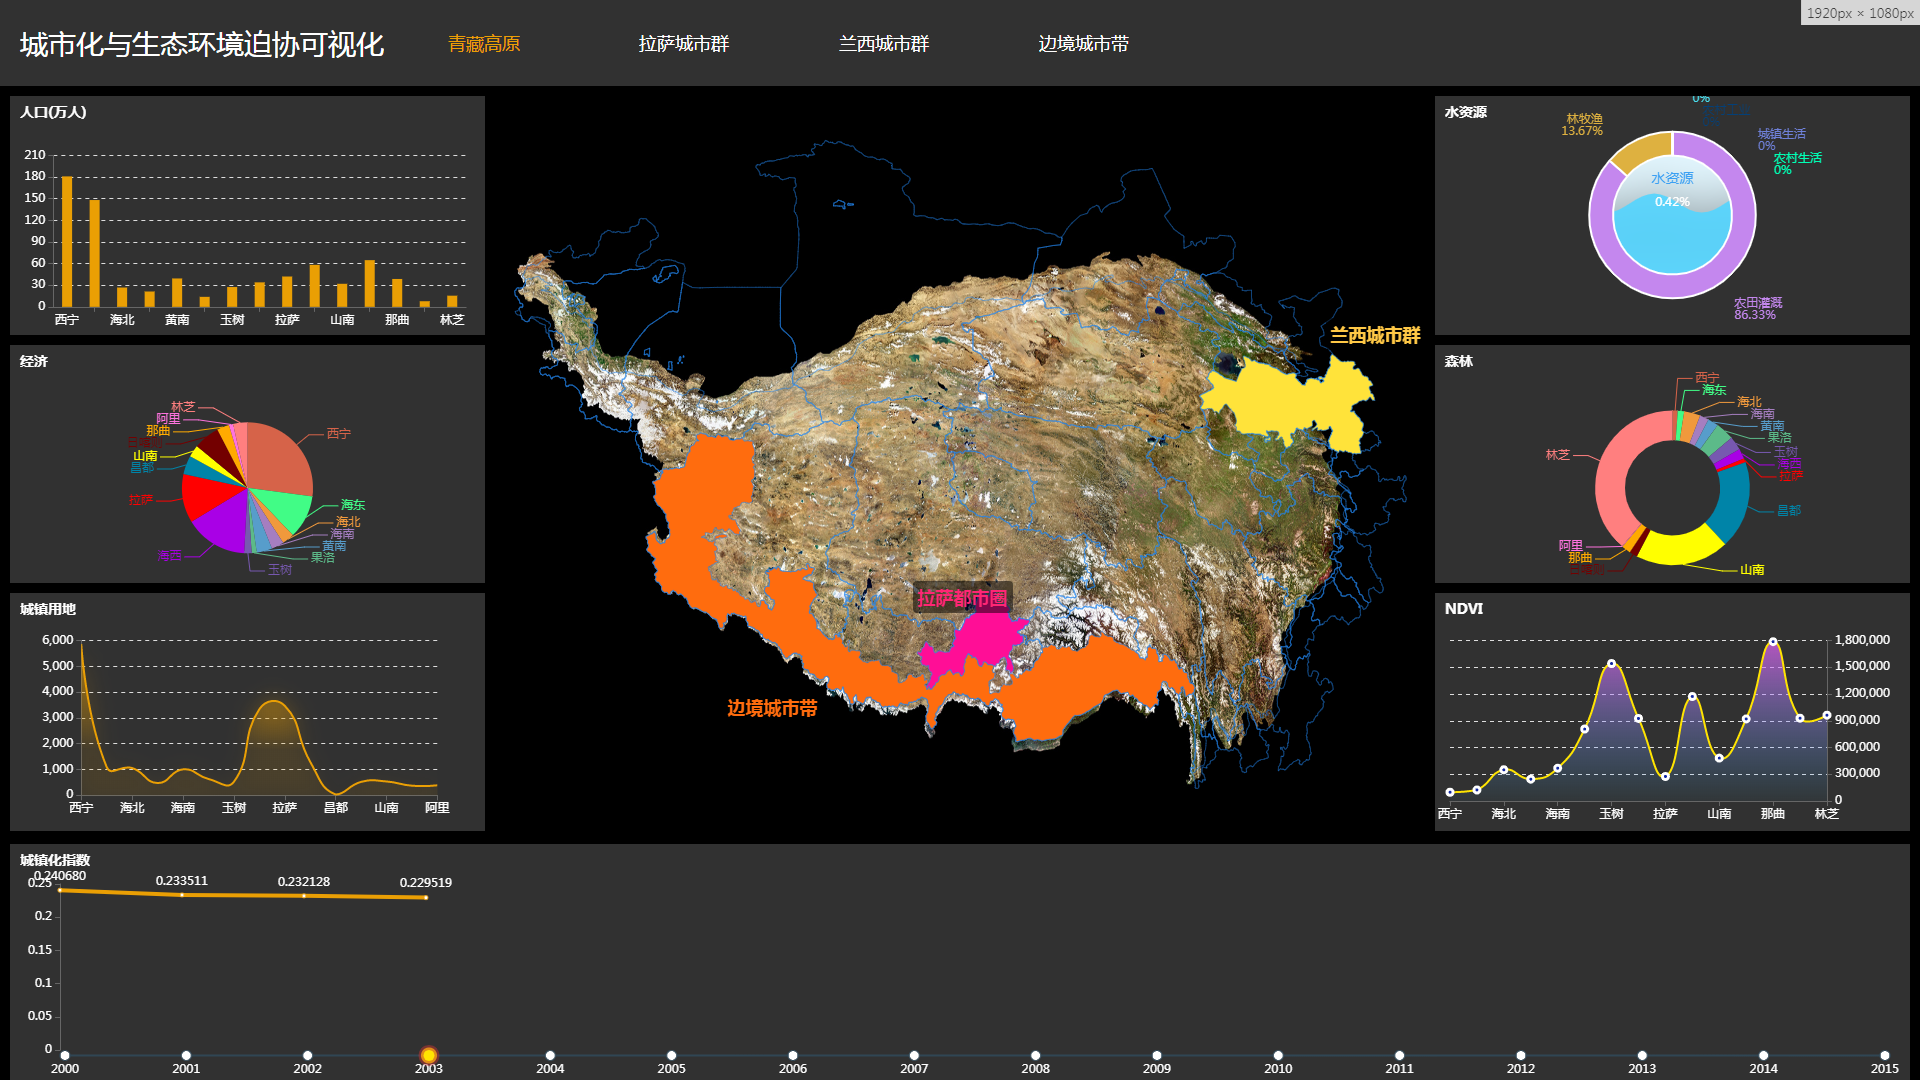 1920px × 1080px
城市化与生态环境迫协可视化
青藏高原
拉萨城市群
兰西城市群
边境城市带
人口(万人)
210
180
150
120
90
60
30
0
西宁 海北 黄南 玉树 拉萨 山南 那曲 林芝
经济
林芝
阿里
那曲
山南
昌都
拉萨
海西
玉树
果洛
黄南
海南
海北
海东
西宁
城镇用地
6,000
5,000
4,000
3,000
2,000
1,000
0
西宁 海北 海南 玉树 拉萨 昌都 山南 阿里
兰西城市群
拉萨都市圈
边境城市带
水资源
0%
林牧渔
13.67%
城镇生活
0%
农村生活
0%
水资源
0.42%
农田灌溉
86.33%
森林
西宁
海东
海北
海南
黄南
果洛
玉树
海西
拉萨
昌都
山南
那曲
阿里
林芝
NDVI
1,800,000
1,500,000
1,200,000
900,000
600,000
300,000
0
西宁 海北 海南 玉树 拉萨 山南 那曲 林芝
城镇化指数
0.240680
0.233511
0.232128
0.229519
0.25
0.2
0.15
0.1
0.05
0
2000 2001 2002 2003 2004 2005 2006 2007 2008 2009 2010 2011 2012 2013 2014 2015